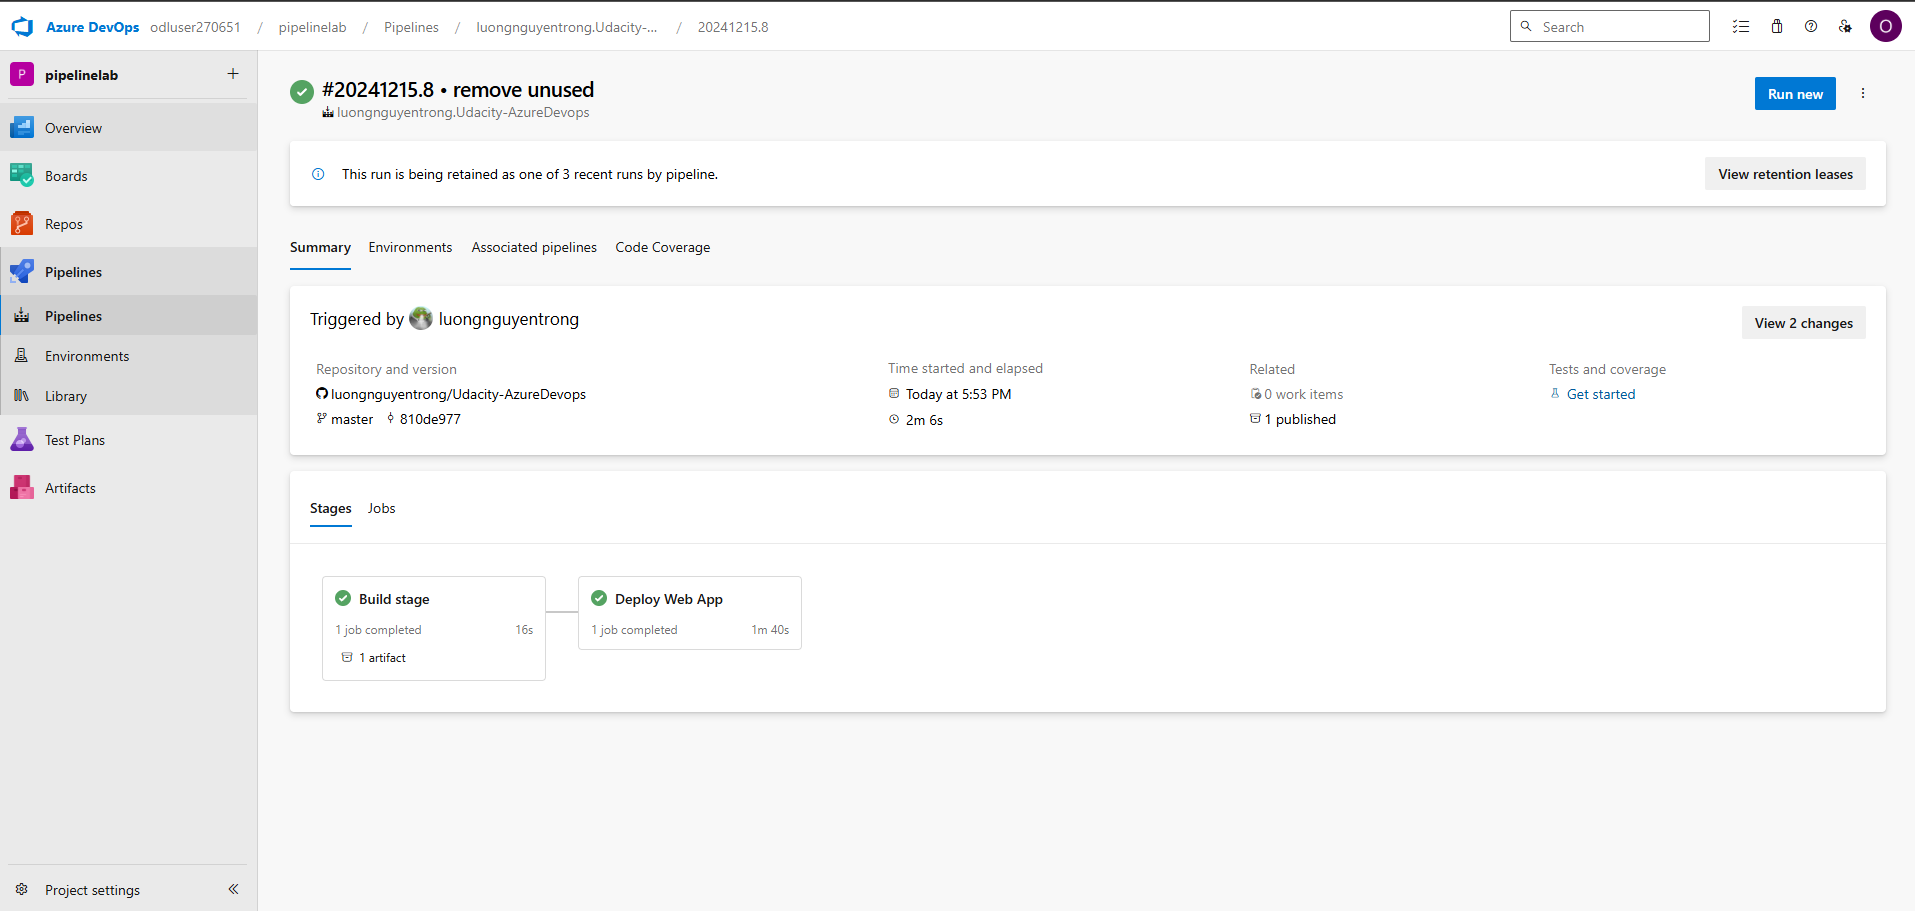 Azure DevOps odluser270651 / pipelinelab / Pipelines / luongnguyentrong.Udacity-... / 20241215.8
Search
O
P pipelinelab +
Overview
Boards
Repos
Pipelines
Pipelines
Environments
Library
Test Plans
Artifacts
Project settings
#20241215.8 • remove unused
luongnguyentrong.Udacity-AzureDevops
Run new
This run is being retained as one of 3 recent runs by pipeline.
View retention leases
Summary Environments Associated pipelines Code Coverage
Triggered by luongnguyentrong
View 2 changes
Repository and version
luongnguyentrong/Udacity-AzureDevops
master 810de977
Time started and elapsed
Today at 5:53 PM
2m 6s
Related
0 work items
1 published
Tests and coverage
Get started
Stages Jobs
Build stage
1 job completed 16s
1 artifact
Deploy Web App
1 job completed 1m 40s